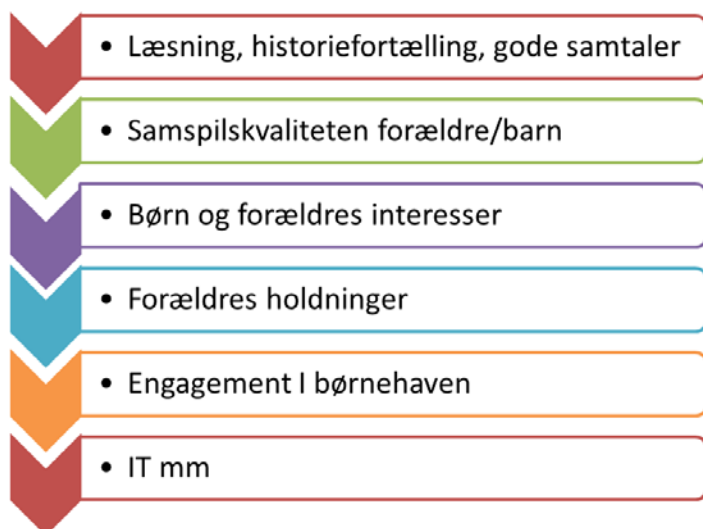 • Læsning, historiefortælling, gode samtaler
• Samspilskvaliteten forældre/barn
• Børn og forældres interesser
• Forældres holdninger
• Engagement I børnehaven
• IT mm